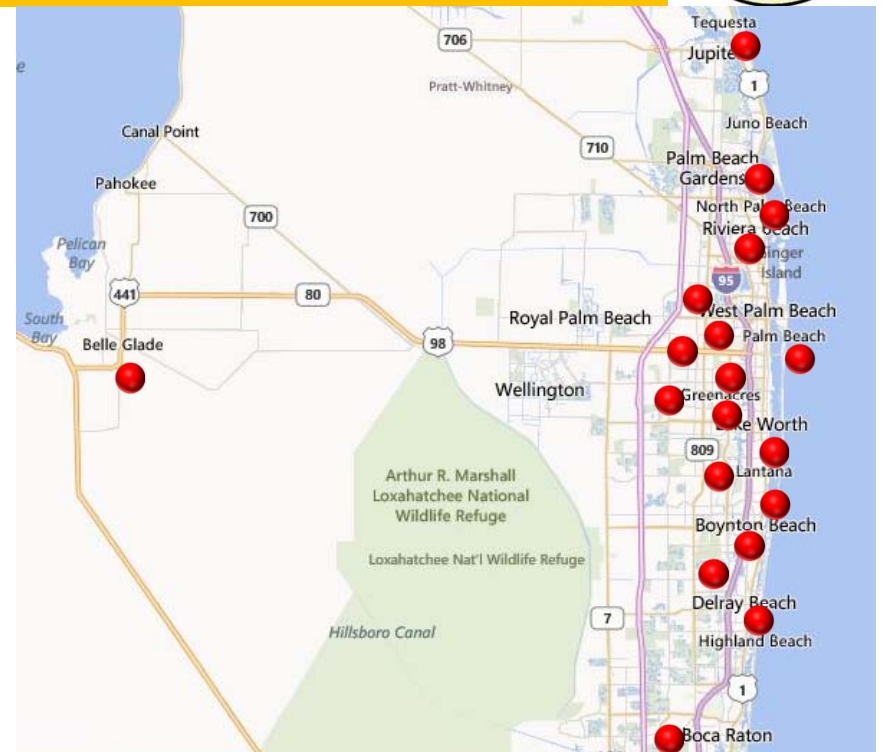 Tequesta
Jupite
706
1
Pratt-Whitney
Juno Beach
Canal Point
710
Palm Beach
Gardens
Pahokee
North Pa Beach
700
Riviera Beach
Pelican
Bay
Singer
Island
95
441
80
Royal Palm Beach
West Palm Beach
South
Bay
Belle Glade
98
Palm Beach
Wellington
Greenacres
ke Worth
809
Lantana
Arthur R. Marshall
Loxahatchee National
Wildlife Refuge
Boynton Beach
Loxahatchee Nat'l Wildlife Refuge
Delray Beach
7
Hillsboro Canal
Highland Beach
1
Boca Raton